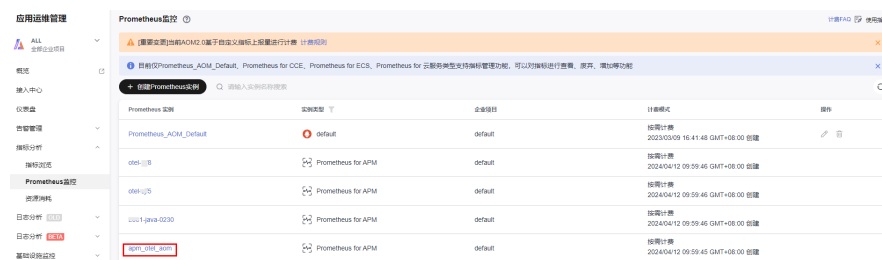 应用运维管理
ALL
全部企业项目
概览
接入中心
仪表盘
告警管理
指标分析
指标浏览
Prometheus监控
资源消耗
日志分析 OLD
日志分析 BETA
基础设施监控
Prometheus监控
计费FAQ 使用指
【重要变更】当前AOM2.0基于自定义指标上报量进行计费 计费规则
目前仅Prometheus_AOM_Default、Prometheus for CCE、Prometheus for ECS、Prometheus for 云服务类型支持指标管理功能，可以对指标进行查看、废弃、增加等功能
+ 创建Prometheus实例 请输入实例名称搜索
Prometheus 实例 实例类型 企业项目 计费模式 操作
Prometheus_AOM_Default default default 按需计费
2023/03/09 16:41:48 GMT+08:00 创建
otel- 8 Prometheus for APM default 按需计费
2024/04/12 09:59:46 GMT+08:00 创建
otel- 5 Prometheus for APM default 按需计费
2024/04/12 09:59:46 GMT+08:00 创建
1-java-0230 Prometheus for APM default 按需计费
2024/04/12 09:59:46 GMT+08:00 创建
apm_otel_aom Prometheus for APM default 按需计费
2024/04/12 09:59:45 GMT+08:00 创建